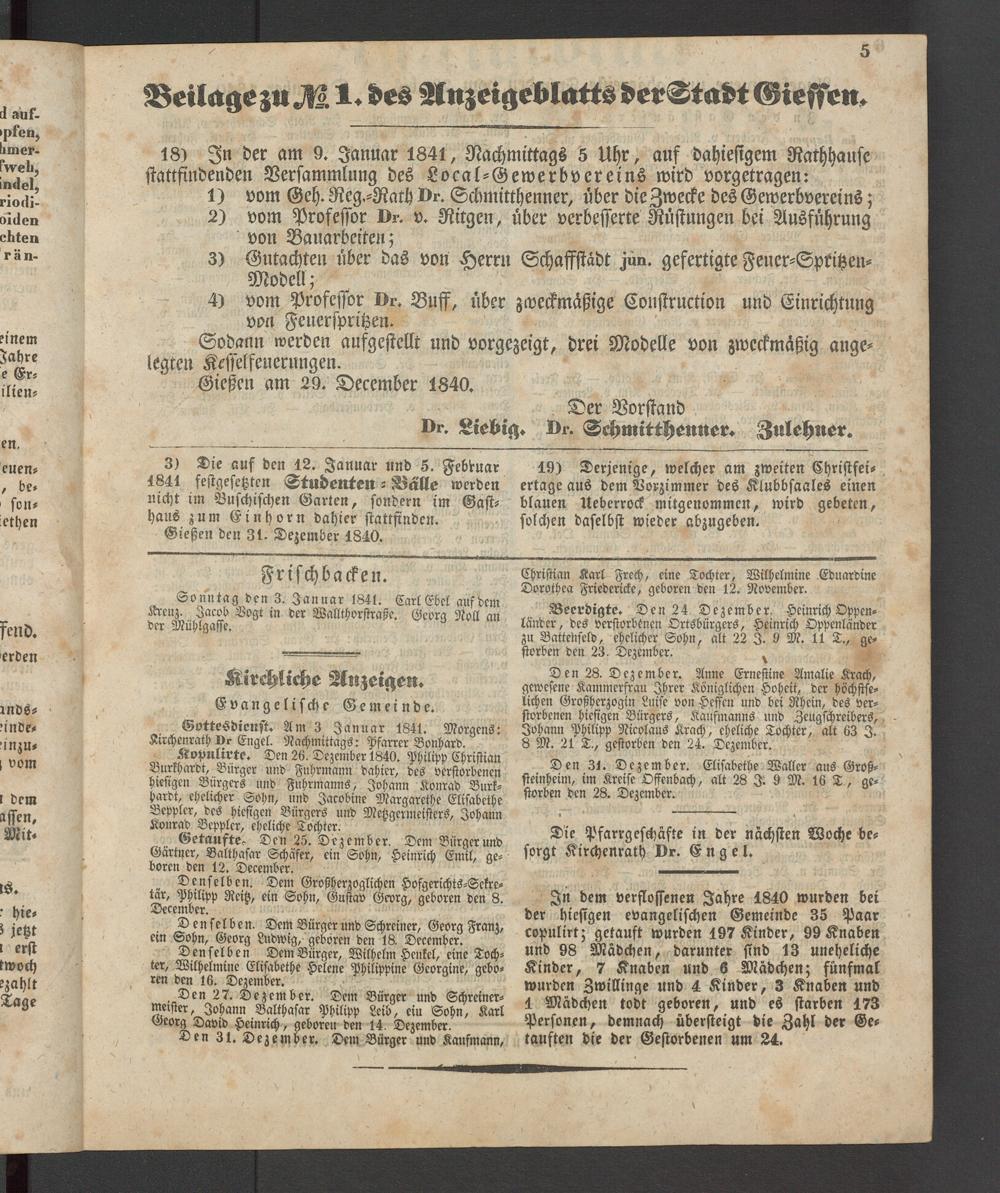 5
Beilage zu № 1. des Anzeigeblatts der Stadt Giessen.
18) In der am 9. Januar 1841, Nachmittags 5 Uhr, auf dahiesigem Rathhause
stattfindenden Versammlung des Local-Gewerbvereins wird vorgetragen:
1) vom Geh. Reg.-Rath Dr. Schmitthenner, über die Zwecke des Gewerbvereins;
2) vom Professor Dr. v. Ritgen, über verbesserte Rüstungen bei Ausführung
von Bauarbeiten;
3) Gutachten über das von Herrn Schaffstädt jün. gefertigte Feuer-Spritzen-
Modell;
4) vom Professor Dr. Buff, über zweckmäßige Construction und Einrichtung
von Feuerspritzen.
Sodann werden aufgestellt und vorgezeigt, drei Modelle von zweckmäßig ange-
legten Kesselfeuerungen.
Gießen am 29. December 1840.
Der Vorstand
Dr. Liebig. Dr. Schmitthenner. Zulehner.
3) Die auf den 12. Januar und 5. Februar
1841 festgesetzten Studenten-Bälle werden
nicht im Buschischen Garten, sondern im Gast-
haus zum Einhorn dahier stattfinden.
Gießen den 31. Dezember 1840.
19) Derjenige, welcher am zweiten Christfei-
ertage aus dem Vorzimmer des Klubbsaales einen
blauen Ueberrock mitgenommen, wird gebeten,
solchen daselbst wieder abzugeben.
Frischbacken.
Sonntag den 3. Januar 1841. Carl Ebel auf dem
Kreuz. Jacob Vogt in der Wallthorstraße. Georg Noll an
der Mühlgasse.
Kirchliche Anzeigen.
Evangelische Gemeinde.
Gottesdienst. Am 3 Januar 1841. Morgens:
Kirchenrath Dr Engel. Nachmittags: Pfarrer Bonhard.
Kopulirte. Den 26. Dezember 1840. Philipp Christian
Burkhardt, Bürger und Fuhrmann dahier, des verstorbenen
hiesigen Bürgers und Fuhrmanns, Johann Konrad Burk-
hardt, ehelicher Sohn, und Jacobine Margarethe Elisabethe
Beppler, des hiesigen Bürgers und Metzgermeisters, Johann
Konrad Beppler, eheliche Tochter.
Getaufte. Den 25. Dezember. Dem Bürger und
Gärtner, Balthasar Schäfer, ein Sohn, Heinrich Emil, ge-
boren den 12. December.
Denselben. Dem Großherzoglichen Hofgerichts-Sekre-
tär, Philipp Reitz, ein Sohn, Gustav Georg, geboren den 8.
December.
Denselben. Dem Bürger und Schreiner, Georg Franz,
ein Sohn, Georg Ludwig, geboren den 18. December.
Denselben Dem Bürger, Wilhelm Henkel, eine Toch-
ter, Wilhelmine Elisabethe Helene Philippine Georgine, gebo-
ren den 16. Dezember.
Den 27. Dezember. Dem Bürger und Schreiner-
meister, Johann Balthasar Philipp Leib, ein Sohn, Karl
Georg David Heinrich, geboren den 14. Dezember.
Den 31. Dezember. Dem Bürger und Kaufmann,
Christian Karl Frech, eine Tochter, Wilhelmine Eduardine
Dorothea Friedericke, geboren den 12. November.
Beerdigte. Den 24. Dezember. Heinrich Oppen-
länder, des verstorbenen Ortsbürgers, Heinrich Oppenländer
zu Battenfeld, ehelicher Sohn, alt 22 J. 9 M. 11 T., ge-
storben den 23. Dezember.
Den 28. Dezember. Anne Ernestine Amalie Krach,
gewesene Kammerfrau Ihrer Königlichen Hoheit, der höchstse-
lichen Großherzogin Luise von Hessen und bei Rhein, des ver-
storbenen hiesigen Bürgers, Kaufmanns und Zeugschreibers,
Johann Philipp Nicolaus Krach, eheliche Tochter, alt 63 J.
8 M. 21 T., gestorben den 24. Dezember.
Den 31. Dezember. Elisabethe Waller aus Groß-
steinheim, im Kreise Offenbach, alt 28 J. 9 M. 16 T., ge-
storben den 28. Dezember.
Die Pfarrgeschäfte in der nächsten Woche be-
sorgt Kirchenrath Dr. Engel.
In dem verflossenen Jahre 1840 wurden bei
der hiesigen evangelischen Gemeinde 35 Paar
copulirt; getauft wurden 197 Kinder, 99 Knaben
und 98 Mädchen, darunter sind 13 uneheliche
Kinder, 7 Knaben und 6 Mädchen; fünfmal
wurden Zwillinge und 4 Kinder, 3 Knaben und
1 Mädchen todt geboren, und es starben 173
Personen, demnach übersteigt die Zahl der Ge-
tauften die der Gestorbenen um 24.